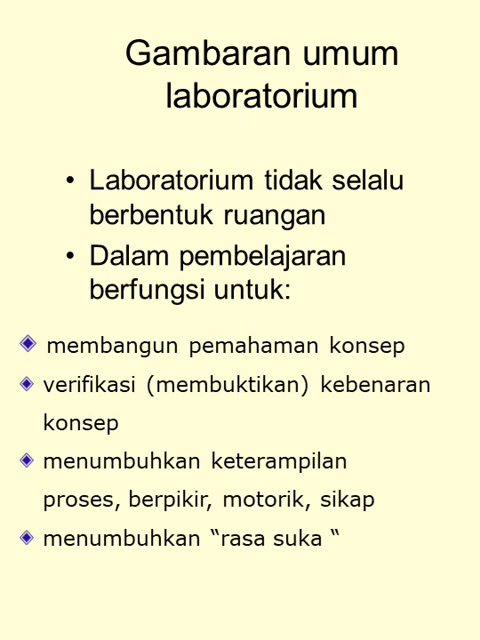 Gambaran umum
laboratorium
• Laboratorium tidak selalu
berbentuk ruangan
• Dalam pembelajaran
berfungsi untuk:
membangun pemahaman konsep
verifikasi (membuktikan) kebenaran
konsep
menumbuhkan keterampilan
proses, berpikir, motorik, sikap
menumbuhkan “rasa suka “